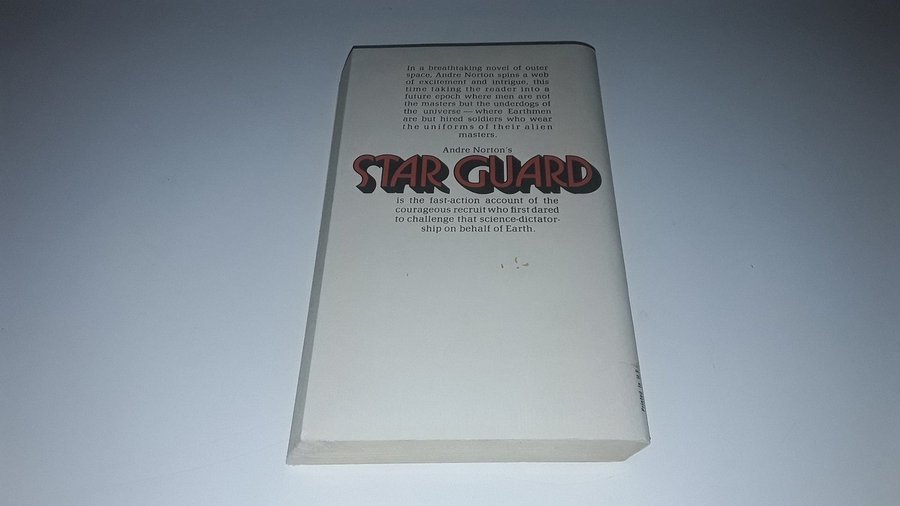 In a breathtaking novel of outer
space, Andre Norton spins a web
of excitement and intrigue, this
time taking the reader into a
future epoch where men are not
the masters but the underdogs of
the universe — where Earthmen
are but hired soldiers who wear
the uniforms of their alien
masters.
Andre Norton's
STAR GUARD
is the fast-action account of the
courageous recruit who first dared
to challenge that science-dictator-
ship on behalf of Earth.
Printed in